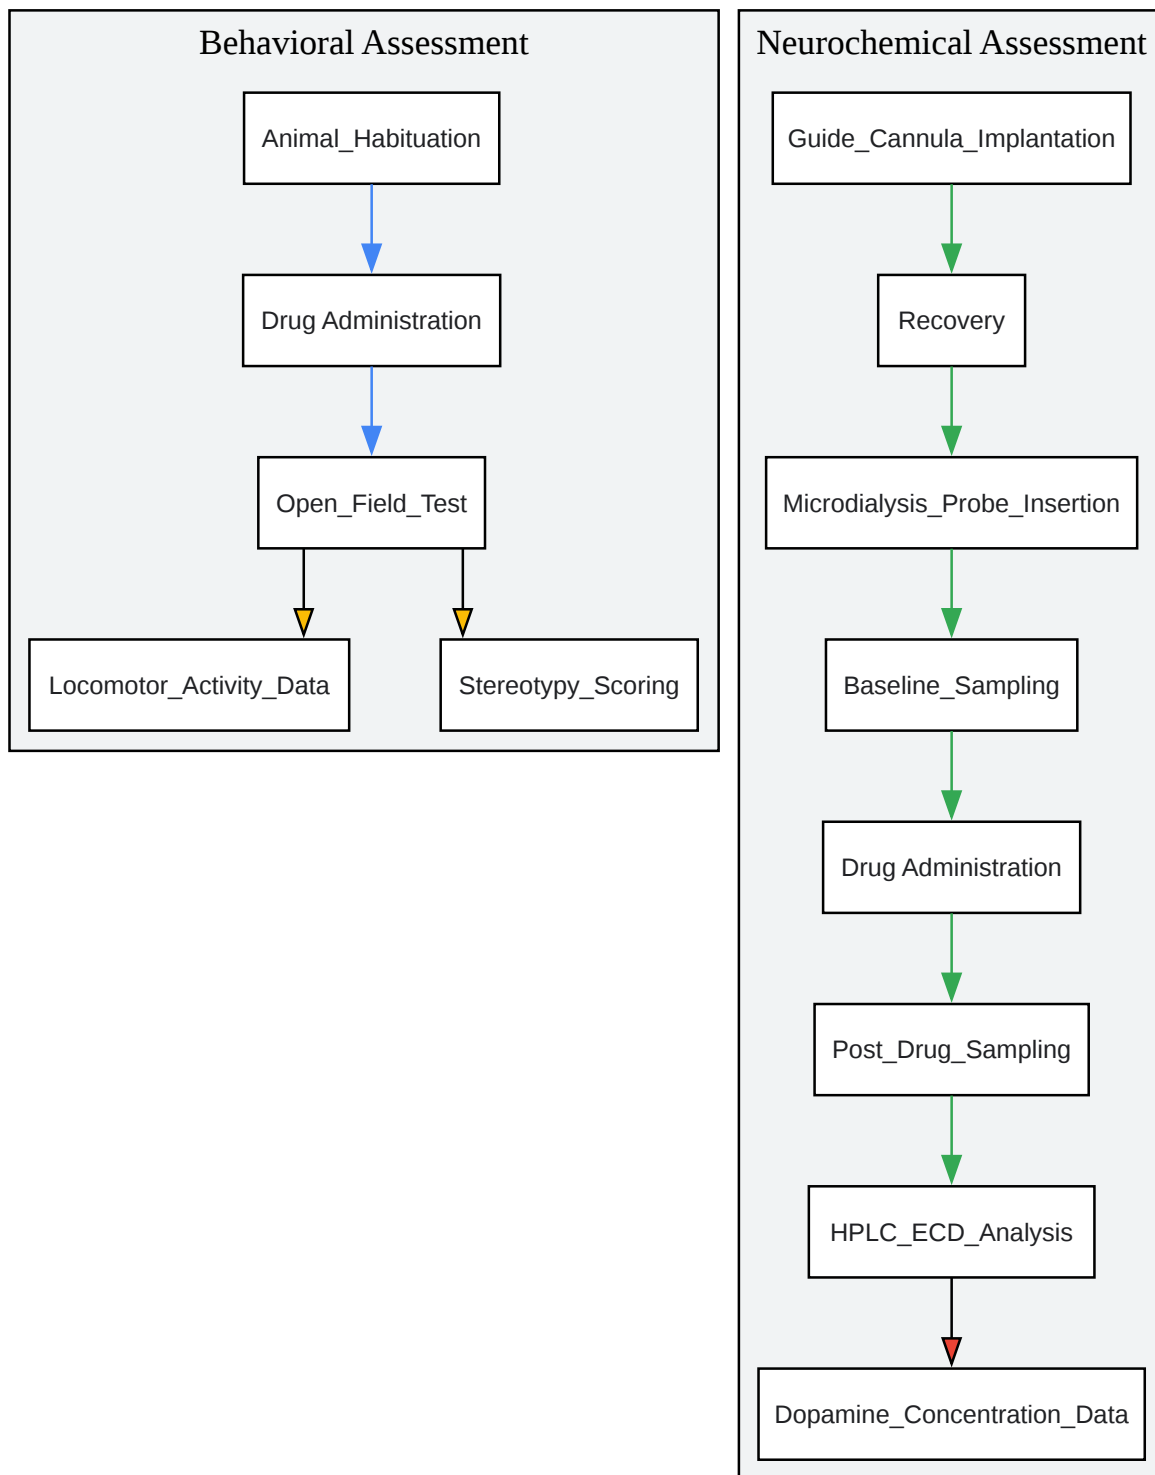 Behavioral Assessment
Animal_Habituation
Drug Administration
Open_Field_Test
Locomotor_Activity_Data
Stereotypy_Scoring
Neurochemical Assessment
Guide_Cannula_Implantation
Recovery
Microdialysis_Probe_Insertion
Baseline_Sampling
Drug Administration
Post_Drug_Sampling
HPLC_ECD_Analysis
Dopamine_Concentration_Data